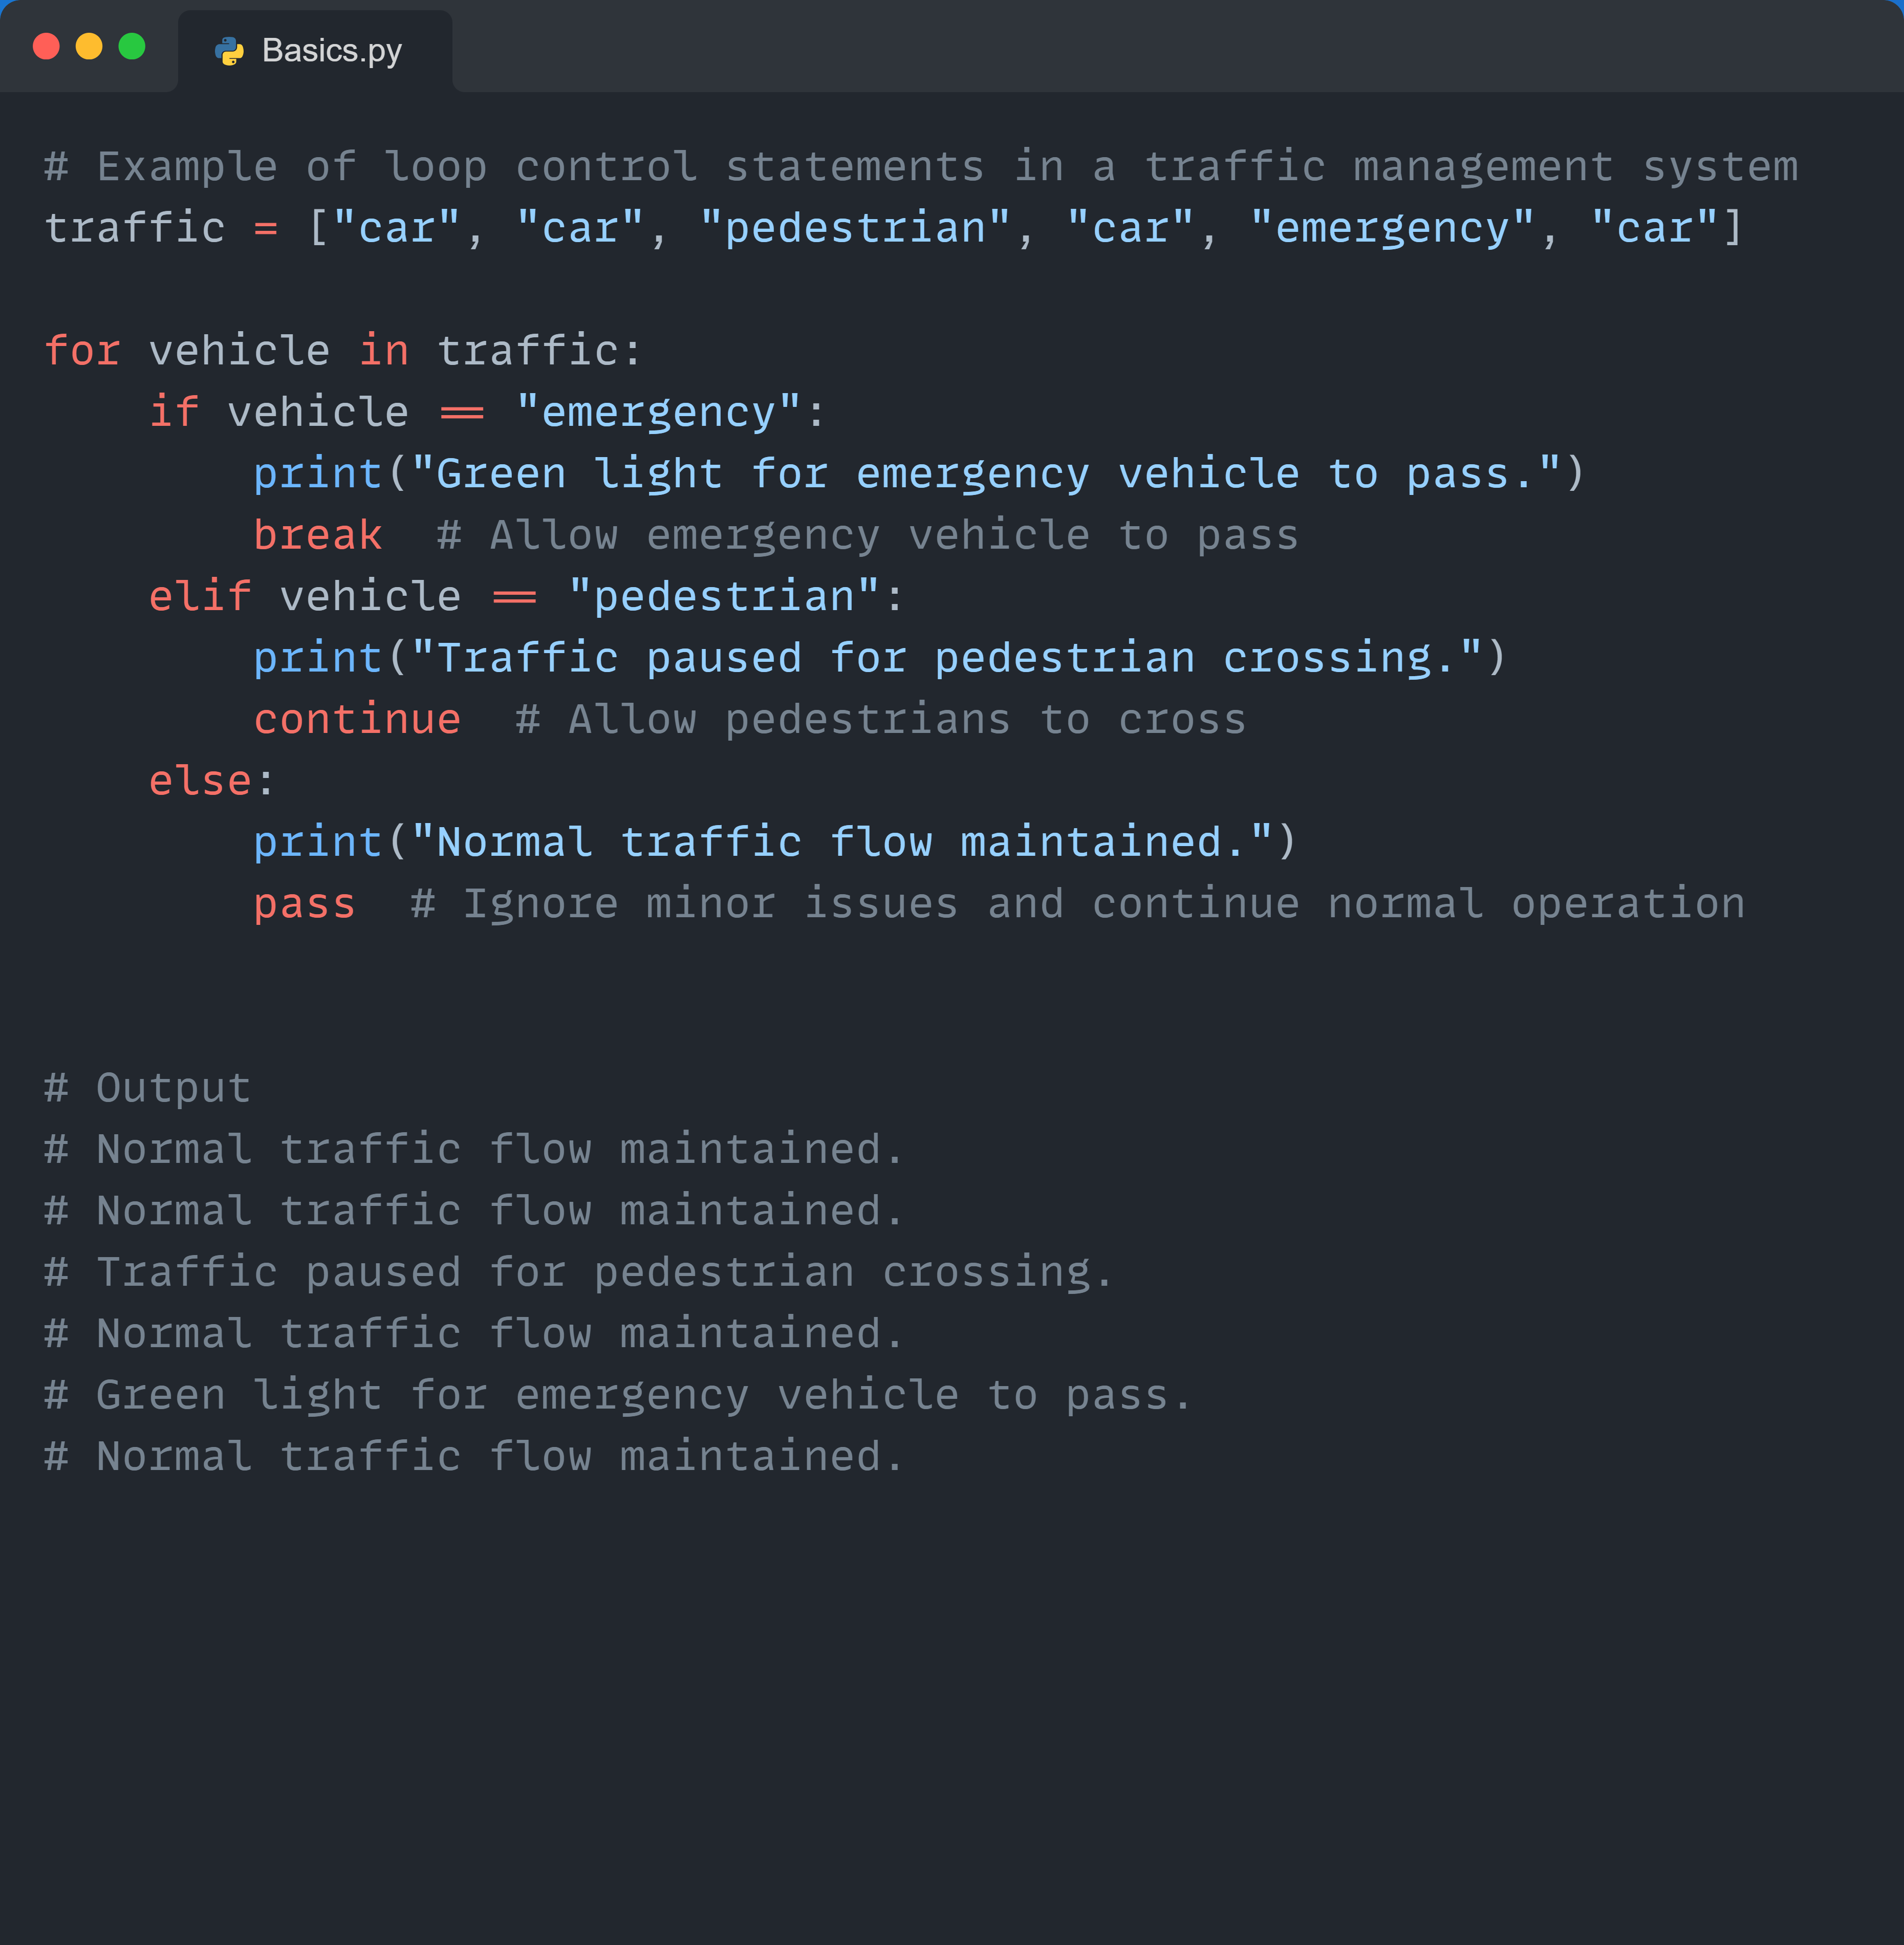 Basics.py
# Example of loop control statements in a traffic management system
traffic = ["car", "car", "pedestrian", "car", "emergency", "car"]
for vehicle in traffic:
    if vehicle == "emergency":
        print("Green light for emergency vehicle to pass.")
        break  # Allow emergency vehicle to pass
    elif vehicle == "pedestrian":
        print("Traffic paused for pedestrian crossing.")
        continue  # Allow pedestrians to cross
    else:
        print("Normal traffic flow maintained.")
        pass  # Ignore minor issues and continue normal operation
# Output
# Normal traffic flow maintained.
# Normal traffic flow maintained.
# Traffic paused for pedestrian crossing.
# Normal traffic flow maintained.
# Green light for emergency vehicle to pass.
# Normal traffic flow maintained.